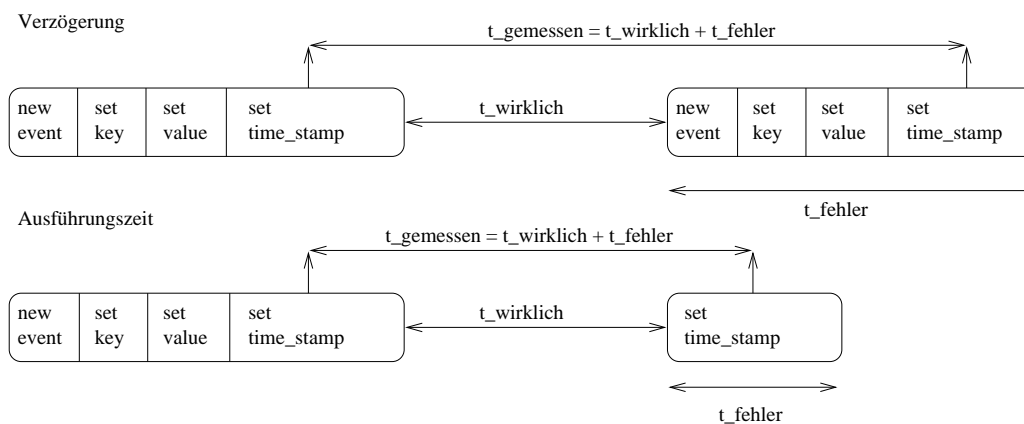 Verzögerung
t_gemessen = t_wirklich + t_fehler
new set set set
event key value time_stamp
t_wirklich
new set set set
event key value time_stamp
t_fehler
Ausführungszeit
t_gemessen = t_wirklich + t_fehler
new set set set
event key value time_stamp
t_wirklich
set
time_stamp
t_fehler